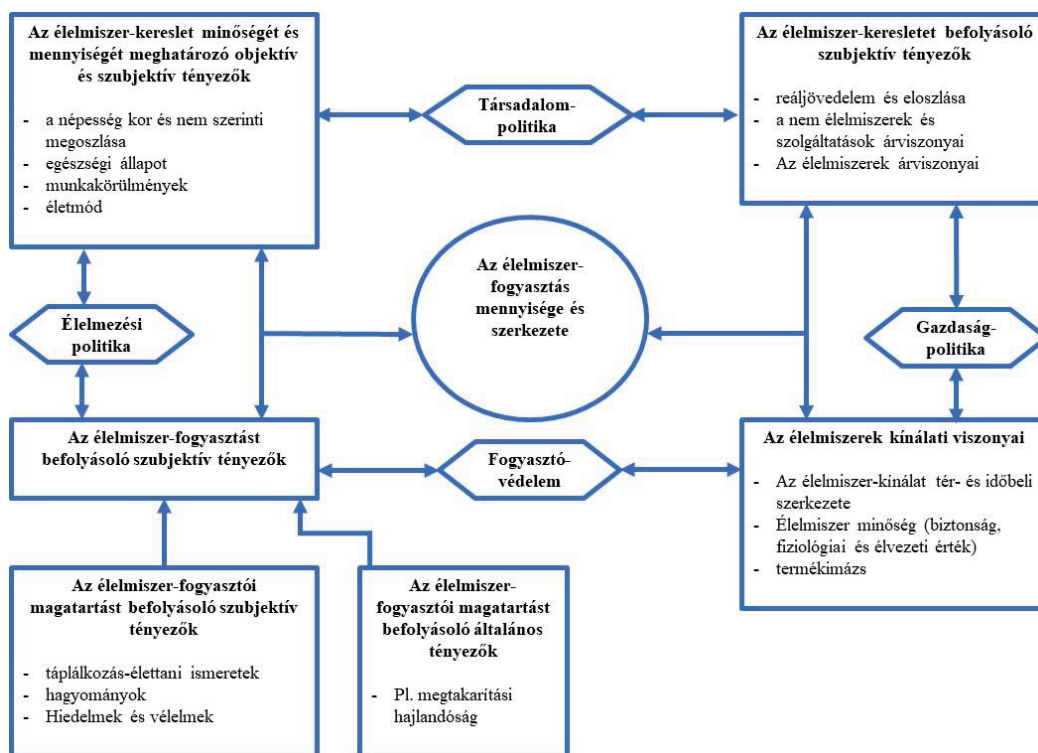 Az élelmiszer-kereslet minőségét és
mennyiségét meghatározó objektív
és szubjektív tényezők
- a népesség kor és nem szerinti
megoszlása
- egészségi állapot
- munkakörülmények
- életmód
Társadalom-
politika
Az élelmiszer-keresletet befolyásoló
szubjektív tényezők
- reáljövedelem és eloszlása
- a nem élelmiszerek és
szolgáltatások árviszonyai
- Az élelmiszerek árviszonyai
Élelmezési
politika
Az élelmiszer-
fogyasztás
mennyisége és
szerkezete
Gazdaság-
politika
Az élelmiszer-fogyasztást
befolyásoló szubjektív tényezők
Fogyasztó-
védelem
Az élelmiszerek kínálati viszonyai
- Az élelmiszer-kínálat tér- és időbeli
szerkezete
- Élelmiszer minőség (biztonság,
fiziológiai és élvezeti érték)
- termékimázs
Az élelmiszer-fogyasztói
magatartást befolyásoló szubjektív
tényezők
- táplálkozás-élettani ismeretek
- hagyományok
- Hiedelmek és vélelmek
Az élelmiszer-
fogyasztói magatartást
befolyásoló általános
tényezők
- Pl. megtakarítási
hajlandóság